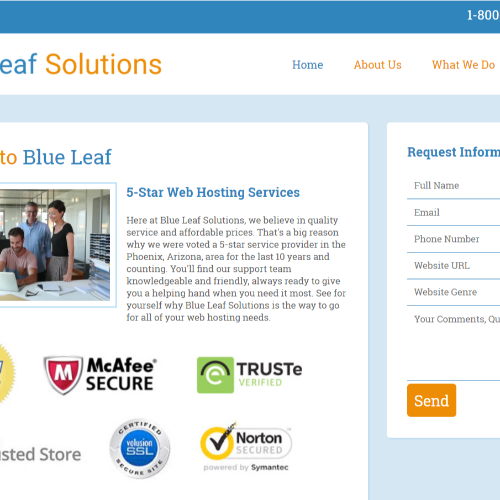 1-800
eaf Solutions
Home About Us What We Do
to Blue Leaf
5-Star Web Hosting Services
Here at Blue Leaf Solutions, we believe in quality
service and affordable prices. That's a big reason
why we were voted a 5-star service provider in the
Phoenix, Arizona, area for the last 10 years and
counting. You'll find our support team
knowledgeable and friendly, always ready to give
you a helping hand when you need it most. See for
yourself why Blue Leaf Solutions is the way to go
for all of your web hosting needs.
McAfee®
SECURE
TRUSTe
VERIFIED
usted Store
CERTIFIED
volusion
SSL
SECURE SITE
Norton
SECURED
powered by Symantec
Request Inform
Full Name
Email
Phone Number
Website URL
Website Genre
Your Comments, Qu
Send